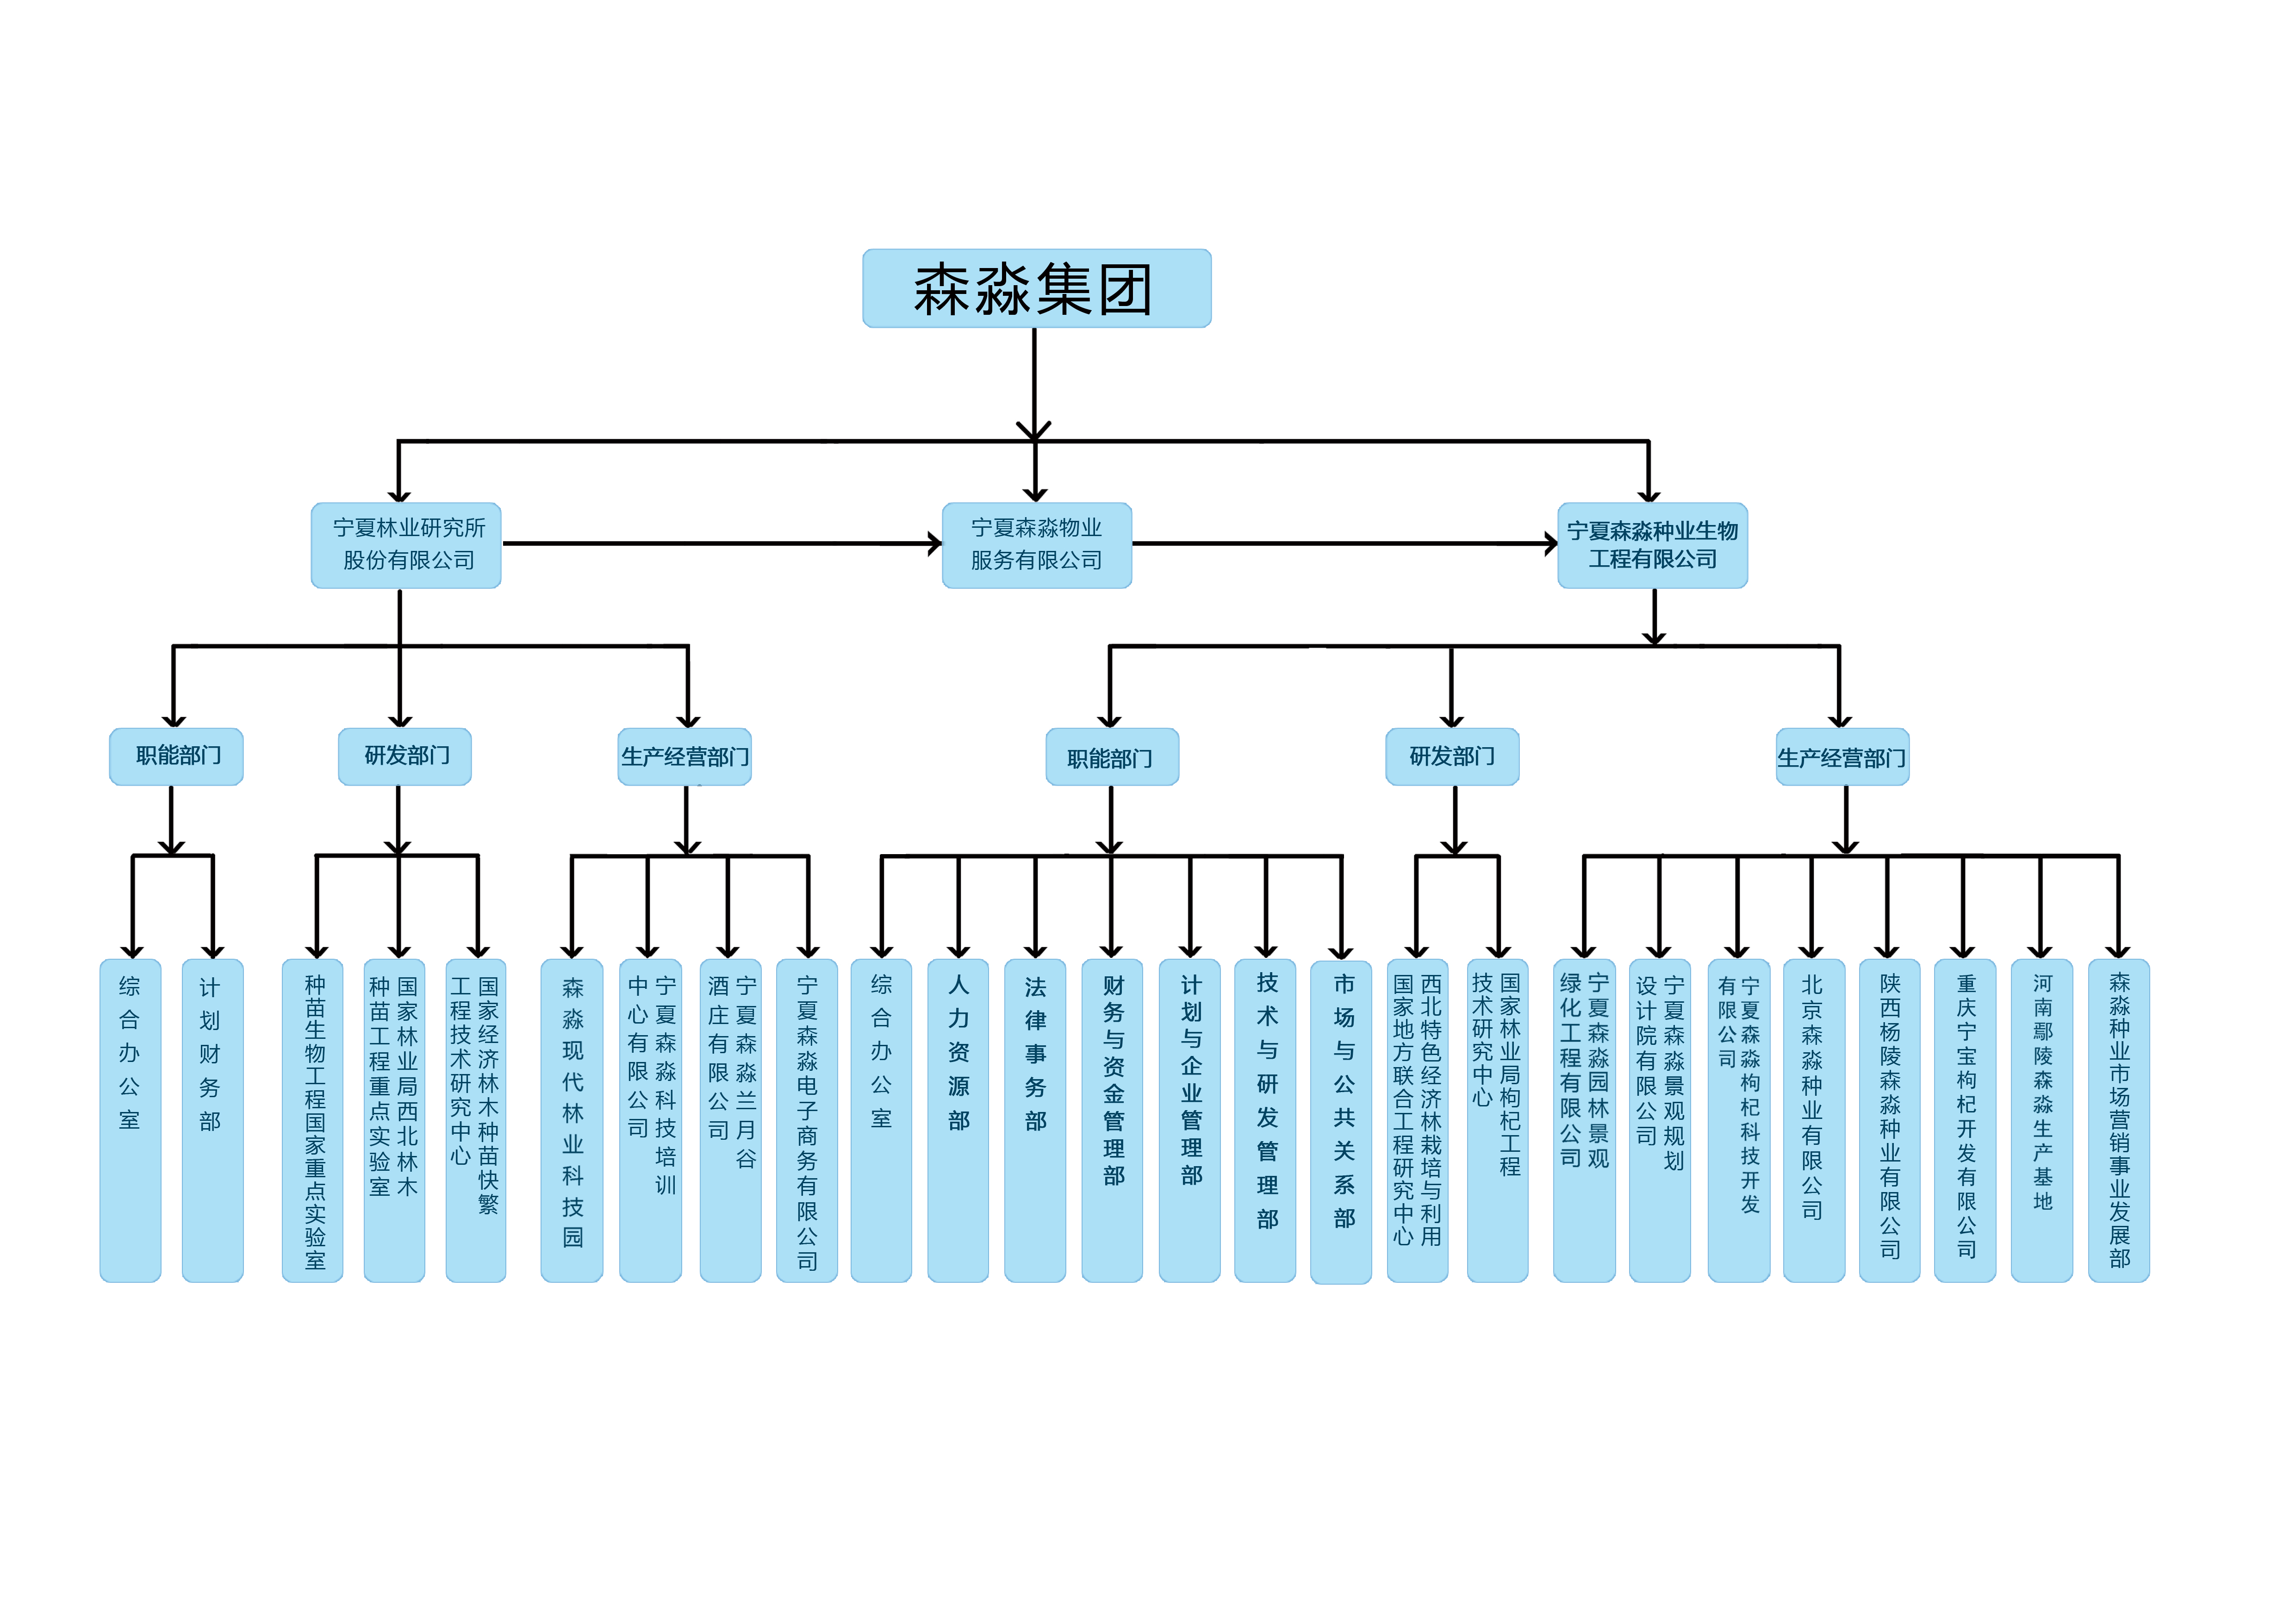 森淼集团
宁夏林业研究所
股份有限公司
宁夏森淼物业
服务有限公司
宁夏森淼种业生物
工程有限公司
职能部门
研发部门
生产经营部门
职能部门
研发部门
生产经营部门
综合办公室
计划财务部
种苗生物工程国家重点实验室
国家林业局西北林木
种苗工程重点实验室
国家经济林木种苗快繁
工程技术研究中心
森淼现代林业科技园
宁夏森淼科技培训
中心有限公司
宁夏森淼兰月谷
酒庄有限公司
宁夏森淼电子商务有限公司
综合办公室
人力资源部
法律事务部
财务与资金管理部
计划与企业管理部
技术与研发管理部
市场与公共关系部
西北特色经济林栽培与利用
国家地方联合工程研究中心
国家林业局枸杞工程
技术研究中心
宁夏森淼园林景观
绿化工程有限公司
宁夏森淼景观规划
设计院有限公司
宁夏森淼枸杞科技开发
有限公司
北京森淼种业有限公司
陕西杨陵森淼种业有限公司
重庆宁宝枸杞开发有限公司
河南鄢陵森淼生产基地
森淼种业市场营销事业发展部